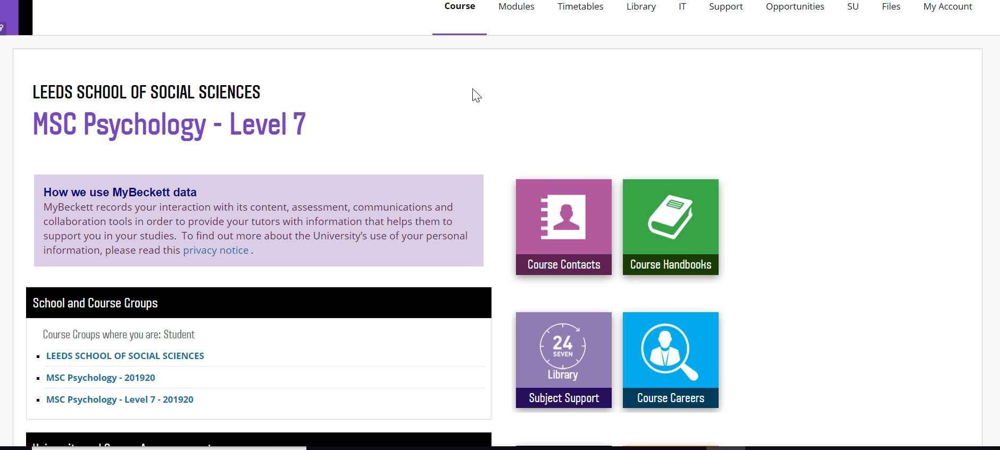 Course Modules Timetables Library IT Support Opportunities SU Files My Account
LEEDS SCHOOL OF SOCIAL SCIENCES
MSC Psychology - Level 7
How we use MyBeckett data
MyBeckett records your interaction with its content, assessment, communications and
collaboration tools in order to provide your tutors with information that helps them to
support you in your studies.  To find out more about the University’s use of your personal
information, please read this privacy notice .
School and Course Groups
Course Groups where you are: Student
LEEDS SCHOOL OF SOCIAL SCIENCES
MSC Psychology - 201920
MSC Psychology - Level 7 - 201920
Course Contacts
Course Handbooks
24
SEVEN
Library
Subject Support
Course Careers